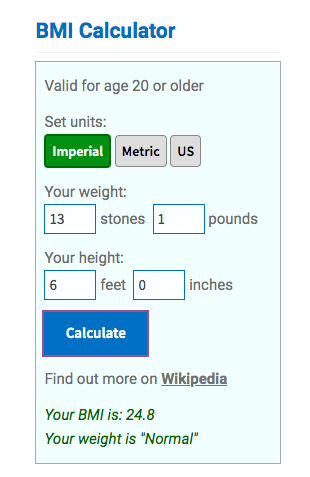 BMI Calculator
Valid for age 20 or older
Set units:
Imperial Metric US
Your weight:
13 stones 1 pounds
Your height:
6 feet 0 inches
Calculate
Find out more on Wikipedia
Your BMI is: 24.8
Your weight is "Normal"